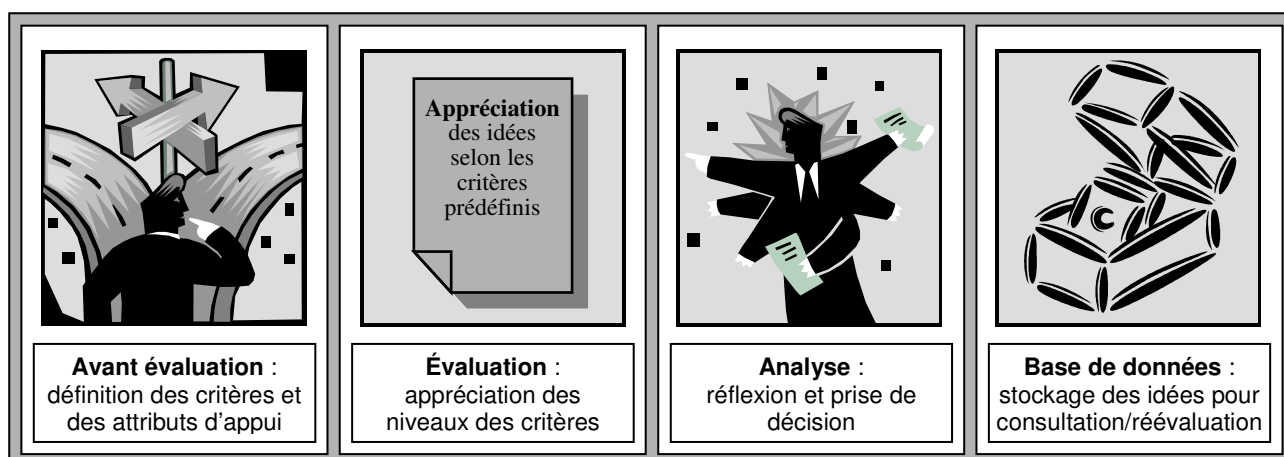 Appréciation
des idées
selon les
critères
prédéfinis
Avant évaluation :
définition des critères et
des attributs d'appui
Évaluation :
appréciation des
niveaux des critères
Analyse :
réflexion et prise de
décision
Base de données :
stockage des idées pour
consultation/réévaluation